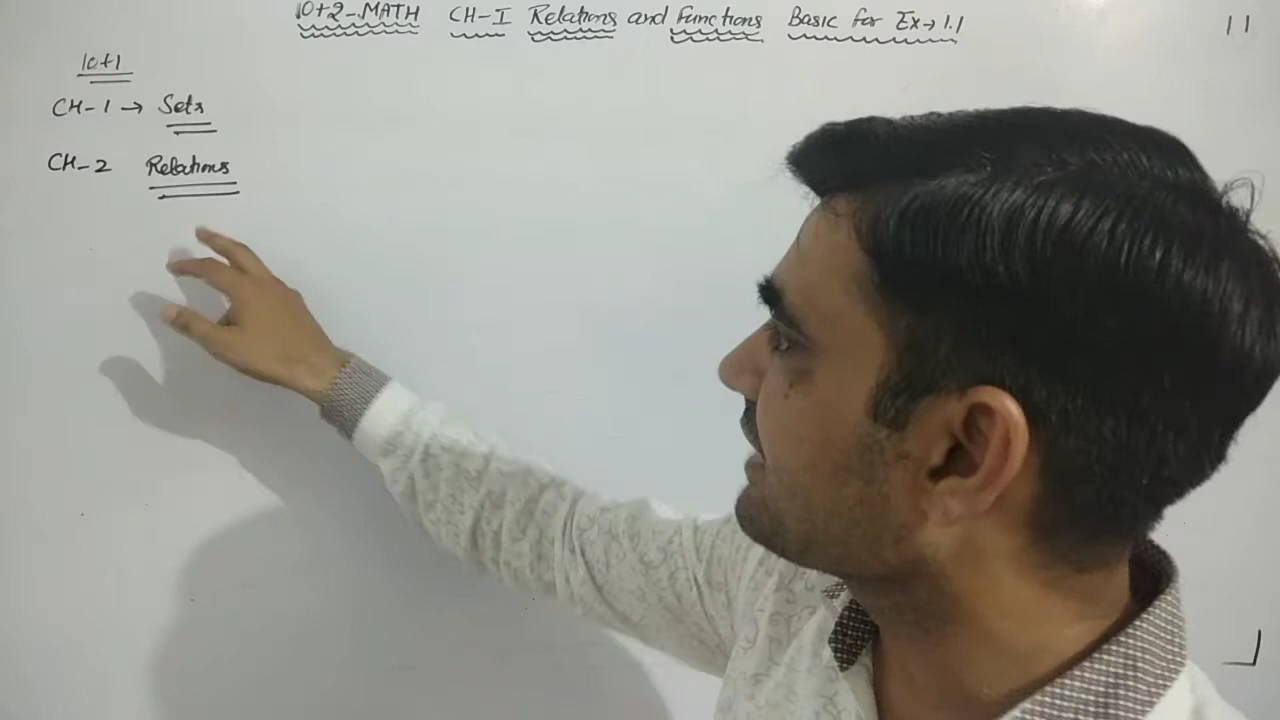 10+2-MATH CH-I Relations and Functions Basic for Ex→1.1
10+1
CH-1 → Sets
CH-2 Relations